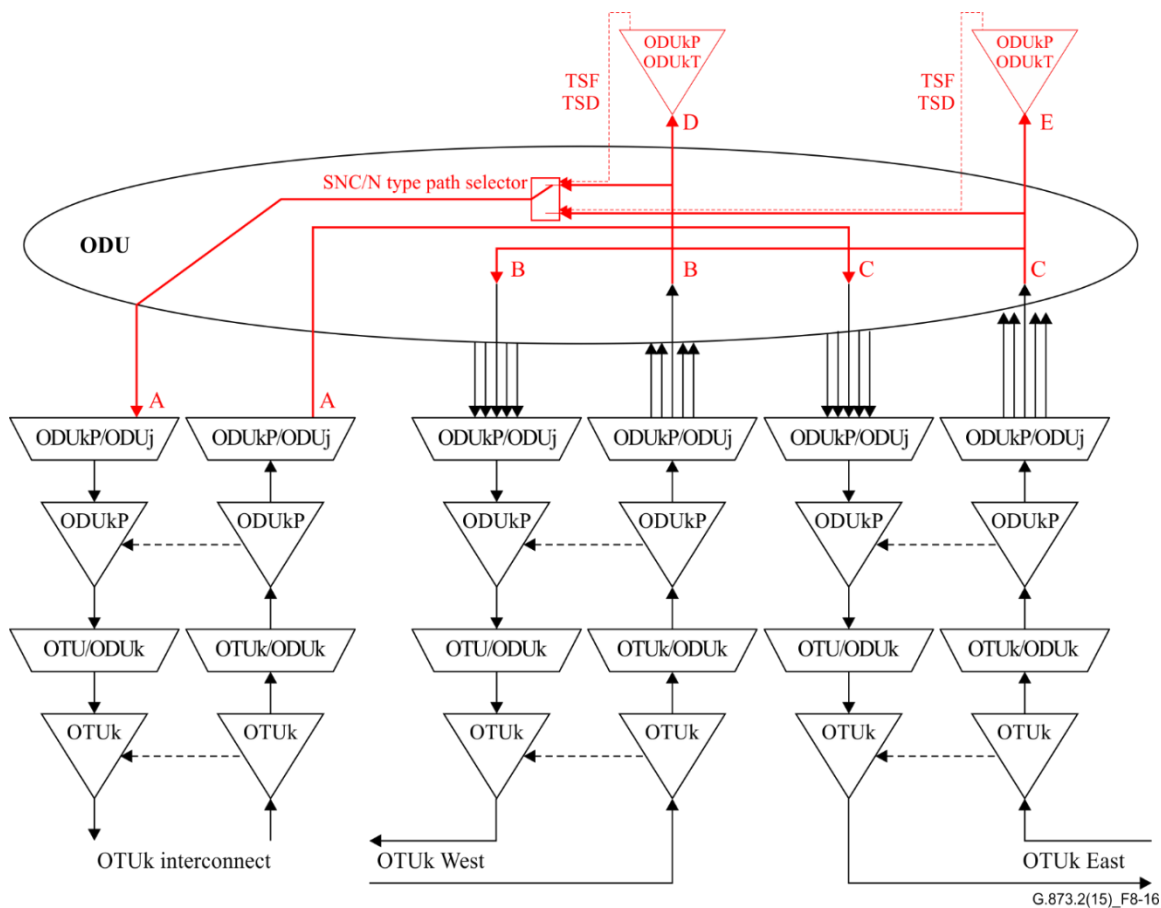 ODUkP
ODUkT
ODUkP
ODUkT
TSF
TSD
TSF
TSD
D
E
SNC/N type path selector
ODU
B
B
C
C
A
A
ODUkP/ODUj
ODUkP/ODUj
ODUkP/ODUj
ODUkP/ODUj
ODUkP/ODUj
ODUkP/ODUj
ODUkP
ODUkP
ODUkP
ODUkP
ODUkP
ODUkP
OTU/ODUk
OTUk/ODUk
OTU/ODUk
OTUk/ODUk
OTU/ODUk
OTUk/ODUk
OTUk
OTUk
OTUk
OTUk
OTUk
OTUk
OTUk interconnect
OTUk West
OTUk East
G.873.2(15)_F8-16